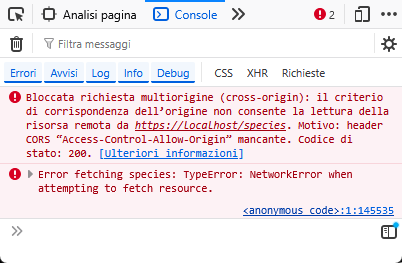 Analisi pagina Console 2
Filtra messaggi
Errori Avvisi Log Info Debug CSS XHR Richieste
Bloccata richiesta multiorigine (cross-origin): il criterio
di corrispondenza dell’origine non consente la lettura della
risorsa remota da https://localhost/species. Motivo: header
CORS “Access-Control-Allow-Origin” mancante. Codice di
stato: 200. [Ulteriori informazioni]
Error fetching species: TypeError: NetworkError when
attempting to fetch resource.
<anonymous code>:1:145535